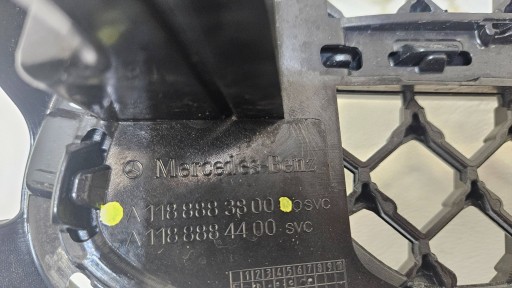 Mercedes-Benz
A 118 888 38 00 SVC
A 118 888 44 00-SVC
1 2 3 4 5 6 7 8 9